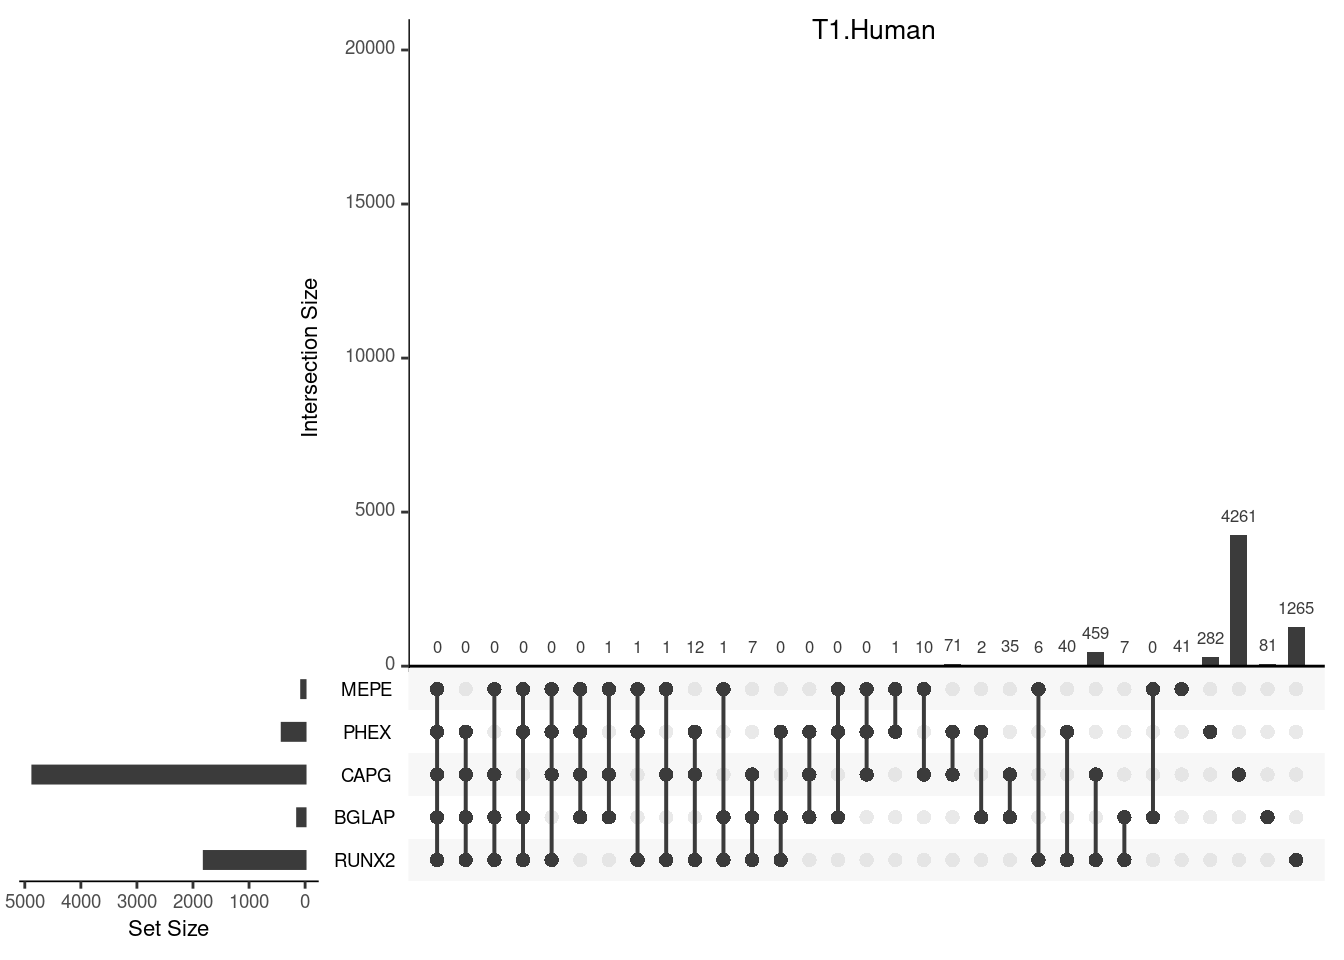 T1.Human
20000
15000
10000
5000
0
Intersection Size
0 0 0 0 0 0 1 1 1 12 1 7 0 0 0 0 1 10 71 2 35 6 40 459 7 0 41 282 4261 81 1265
MEPE
PHEX
CAPG
BGLAP
RUNX2
5000 4000 3000 2000 1000 0
Set Size